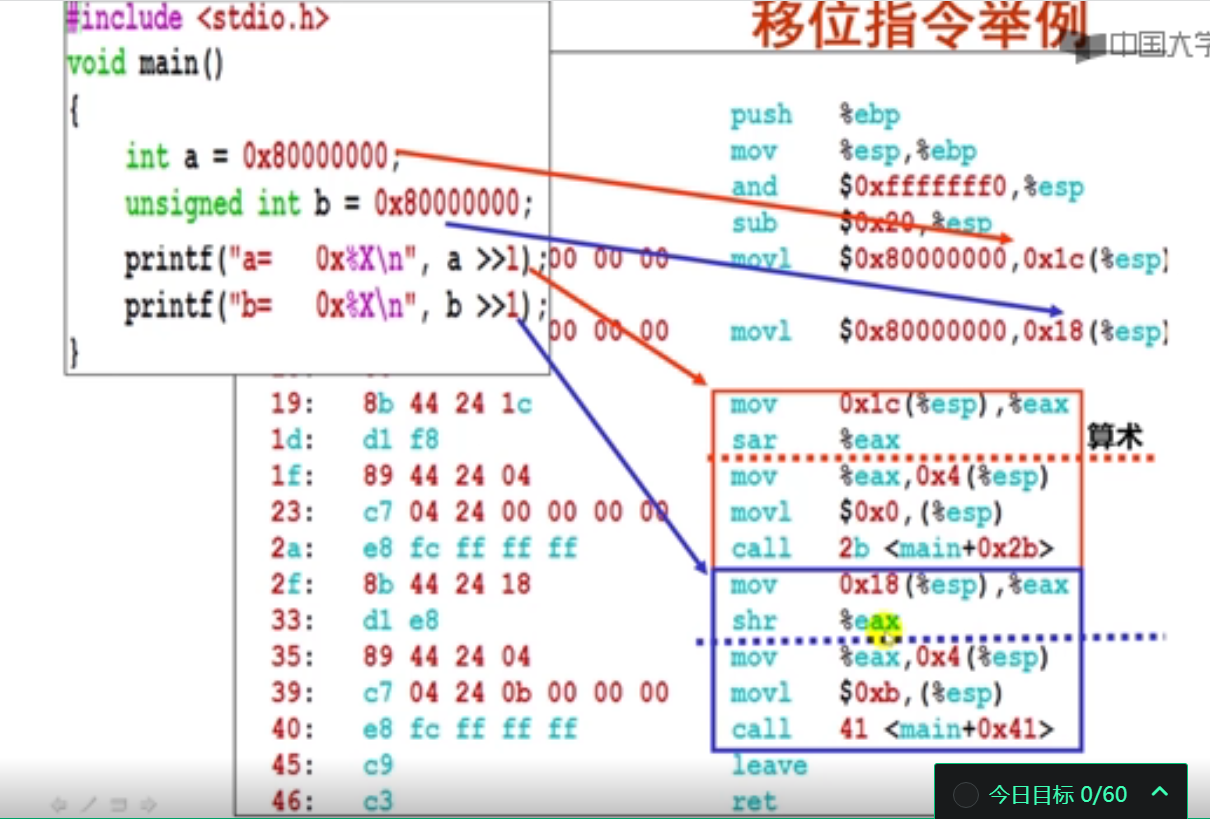 移位指令举例
中国大学
#include <stdio.h>
void main()
{
int a = 0x80000000;
unsigned int b = 0x80000000;
printf("a=   0x%X\n", a >>1);
printf("b=   0x%X\n", b >>1);
}
push %ebp
mov %esp,%ebp
and $0xfffffff0,%esp
sub $0x20,%esp
00 00 00 movl $0x80000000,0x1c(%esp)
00 00 00 movl $0x80000000,0x18(%esp)
19: 8b 44 24 1c mov 0x1c(%esp),%eax
1d: d1 f8 sar %eax
算术
1f: 89 44 24 04 mov %eax,0x4(%esp)
23: c7 04 24 00 00 00 00 movl $0x0,(%esp)
2a: e8 fc ff ff ff call 2b <main+0x2b>
2f: 8b 44 24 18 mov 0x18(%esp),%eax
33: d1 e8 shr %eax
35: 89 44 24 04 mov %eax,0x4(%esp)
39: c7 04 24 0b 00 00 00 movl $0xb,(%esp)
40: e8 fc ff ff ff call 41 <main+0x41>
45: c9 leave
46: c3 ret
今日目标 0/60